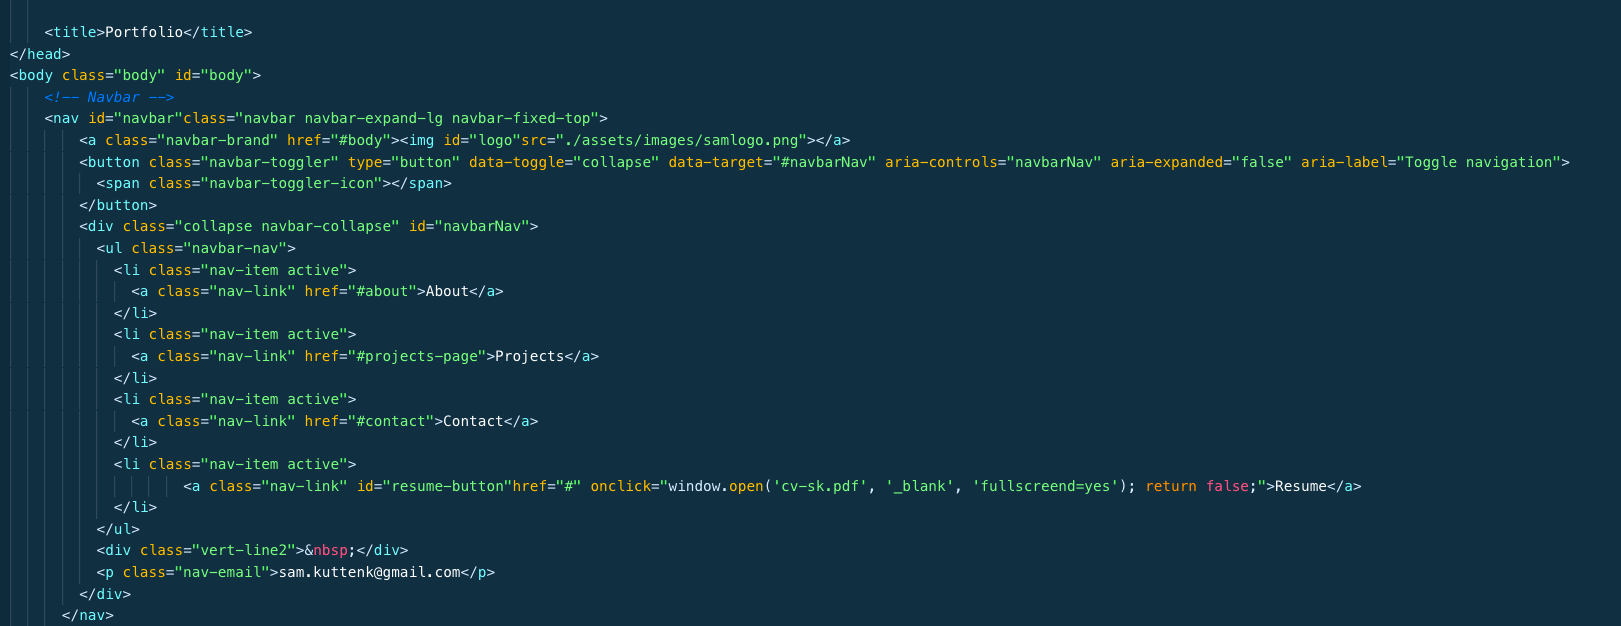 <title>Portfolio</title>
</head>
<body class="body" id="body">
<!-- Navbar -->
<nav id="navbar"class="navbar navbar-expand-lg navbar-fixed-top">
<a class="navbar-brand" href="#body"><img id="logo"src="./assets/images/samlogo.png"></a>
<button class="navbar-toggler" type="button" data-toggle="collapse" data-target="#navbarNav" aria-controls="navbarNav" aria-expanded="false" aria-label="Toggle navigation">
<span class="navbar-toggler-icon"></span>
</button>
<div class="collapse navbar-collapse" id="navbarNav">
<ul class="navbar-nav">
<li class="nav-item active">
<a class="nav-link" href="#about">About</a>
</li>
<li class="nav-item active">
<a class="nav-link" href="#projects-page">Projects</a>
</li>
<li class="nav-item active">
<a class="nav-link" href="#contact">Contact</a>
</li>
<li class="nav-item active">
<a class="nav-link" id="resume-button"href="#" onclick="window.open('cv-sk.pdf', '_blank', 'fullscreend=yes'); return false;">Resume</a>
</li>
</ul>
<div class="vert-line2">&nbsp;</div>
<p class="nav-email">sam.kuttenk@gmail.com</p>
</div>
</nav>